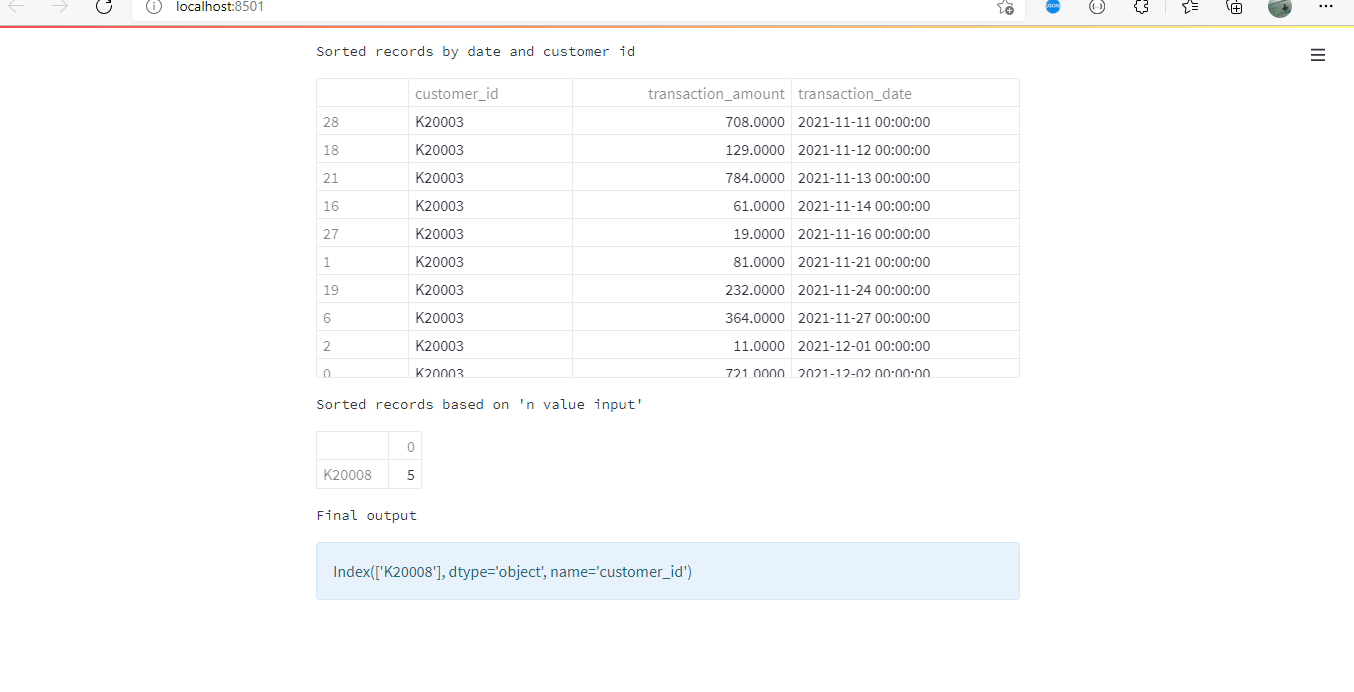 localhost:8501
Sorted records by date and customer id
customer_id transaction_amount transaction_date
28 K20003 708.0000 2021-11-11 00:00:00
18 K20003 129.0000 2021-11-12 00:00:00
21 K20003 784.0000 2021-11-13 00:00:00
16 K20003 61.0000 2021-11-14 00:00:00
27 K20003 19.0000 2021-11-16 00:00:00
1 K20003 81.0000 2021-11-21 00:00:00
19 K20003 232.0000 2021-11-24 00:00:00
6 K20003 364.0000 2021-11-27 00:00:00
2 K20003 11.0000 2021-12-01 00:00:00
0 K20003 721.0000 2021-12-02 00:00:00
Sorted records based on 'n value input'
0
K20008 5
Final output
Index(['K20008'], dtype='object', name='customer_id')